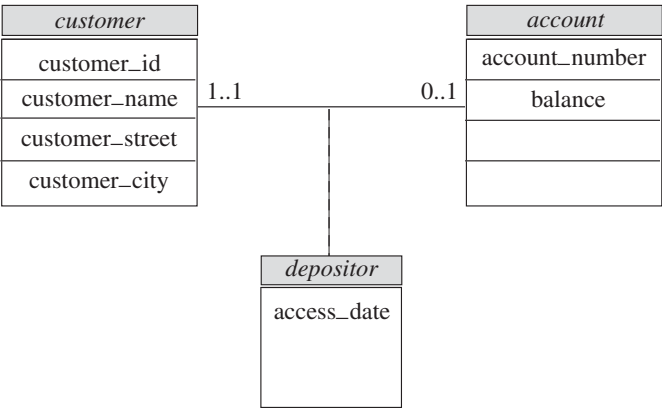 customer
account
customer_id
customer_name
customer_street
customer_city
1..1
0..1
account_number
balance
depositor
access_date